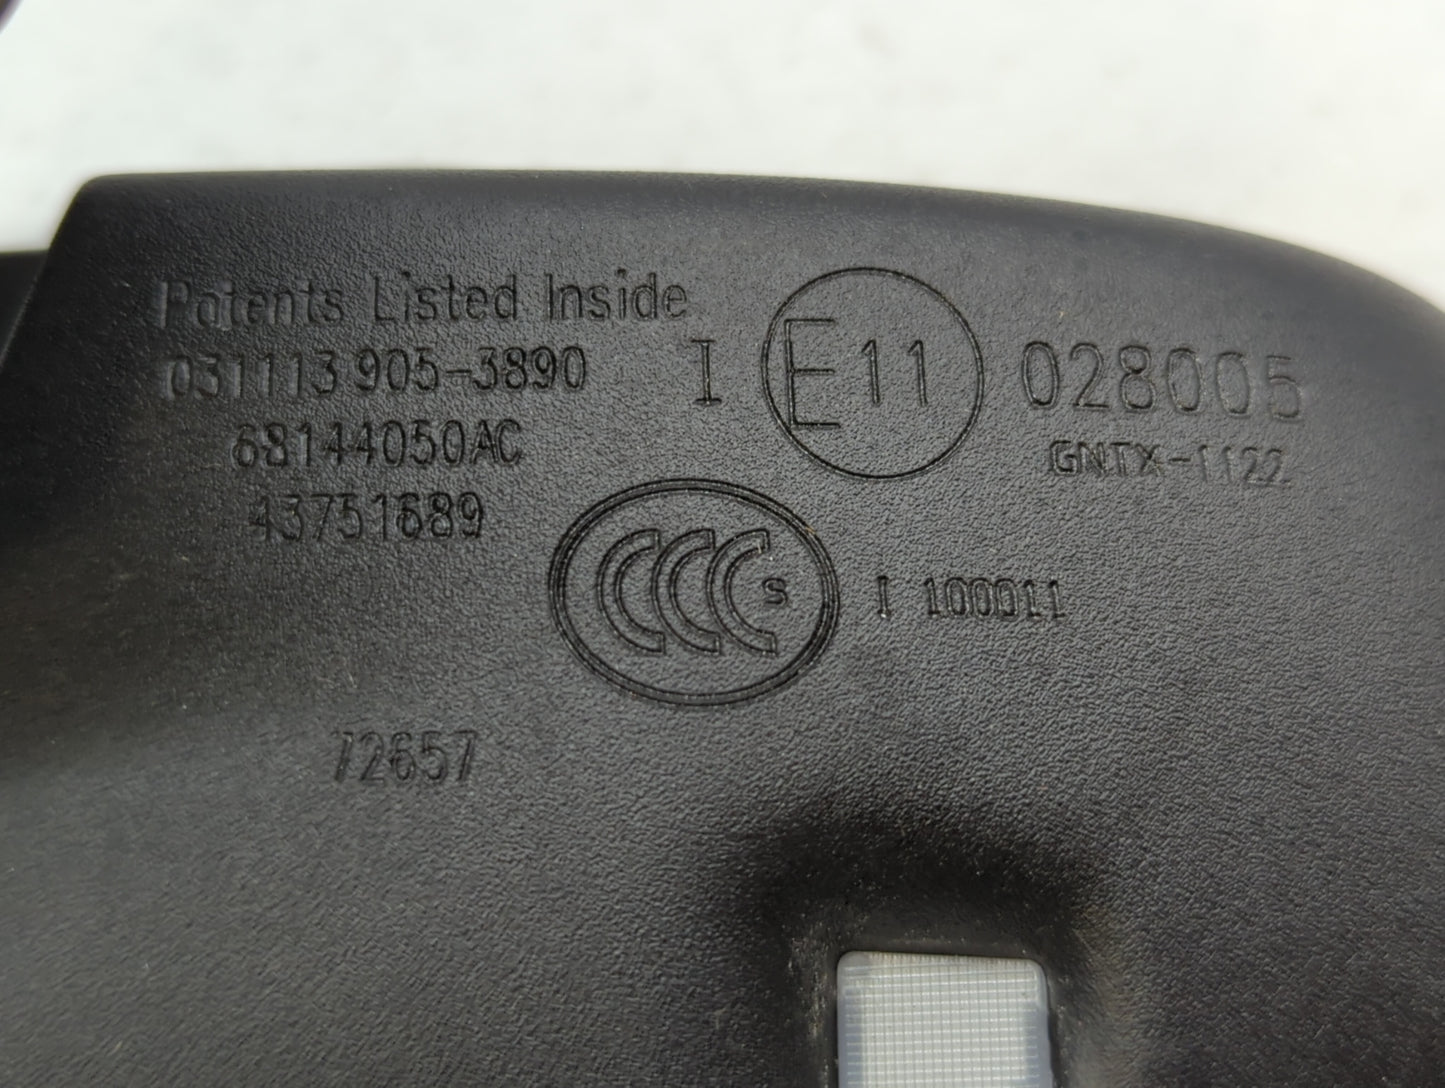 Patents Listed Inside
031113 905-3890
68144050AC
43751689
I E11 028005
GNTX-1122
CCC S I 100011
72657